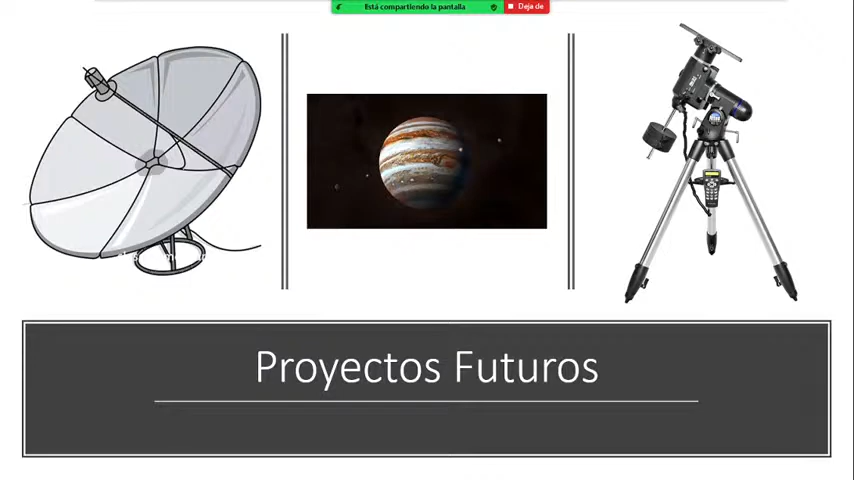 Está compartiendo la pantalla
Deja de
Proyectos Futuros